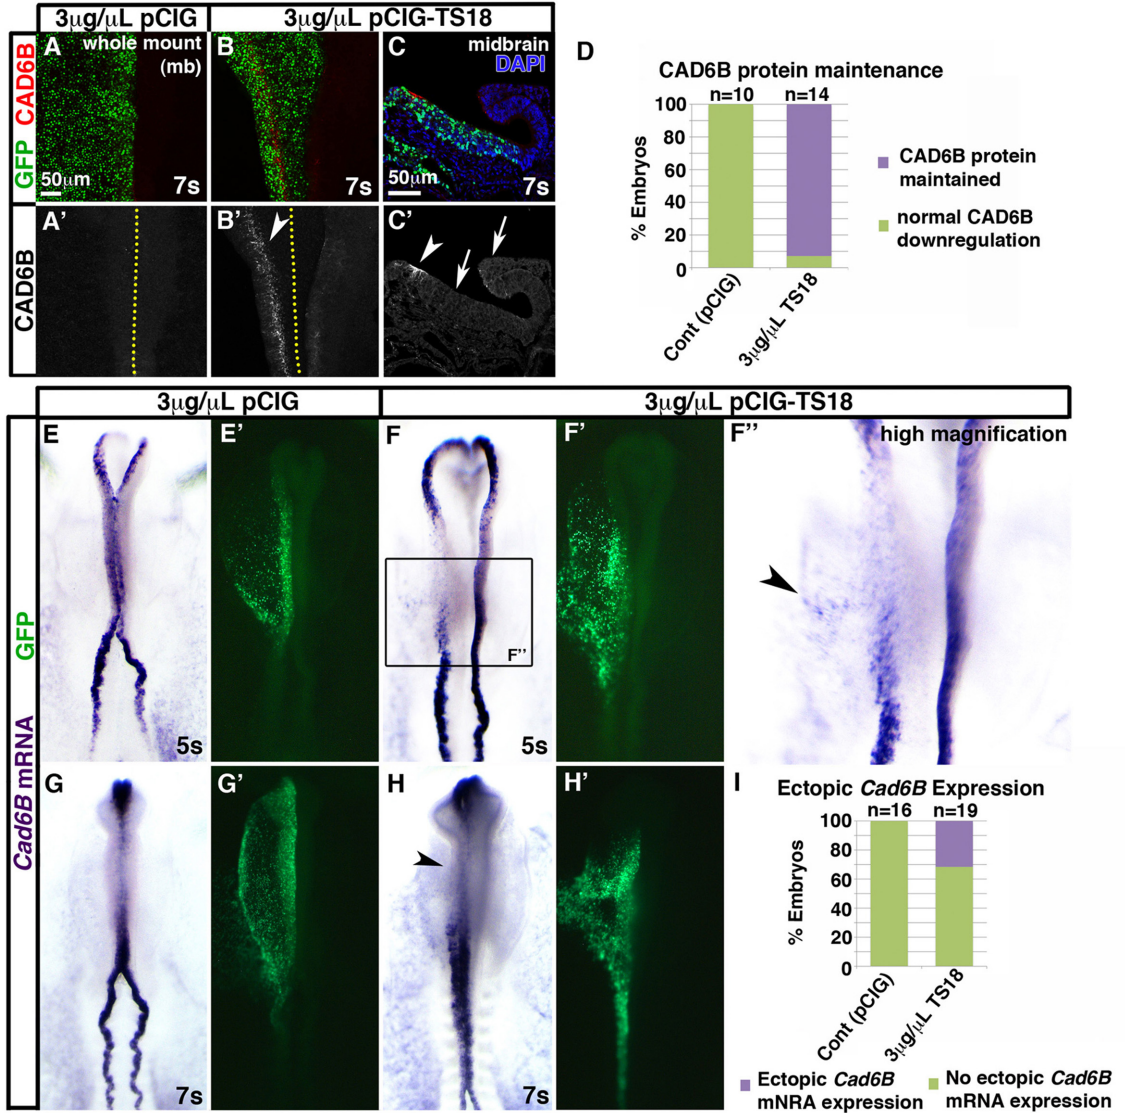 3μg/μL pCIG
3μg/μL pCIG-TS18
GFP CAD6B
CAD6B
A
whole mount
(mb)
50μm
7s
B
7s
C
midbrain
DAPI
50μm
7s
A’
B’
C’
D
CAD6B protein maintenance
n=10
n=14
100
80
60
40
20
0
% Embryos
Cont (pCIG)
3μg/μL TS18
CAD6B protein
maintained
normal CAD6B
downregulation
3μg/μL pCIG
3μg/μL pCIG-TS18
Cad6B mRNA
GFP
E
5s
E’
F
F’’
5s
F’
F’’
high magnification
G
7s
G’
H
7s
H’
I
Ectopic Cad6B Expression
n=16
n=19
100
80
60
40
20
0
% Embryos
Cont (pCIG)
3μg/μL TS18
Ectopic Cad6B
mNRA expression
No ectopic Cad6B
mRNA expression